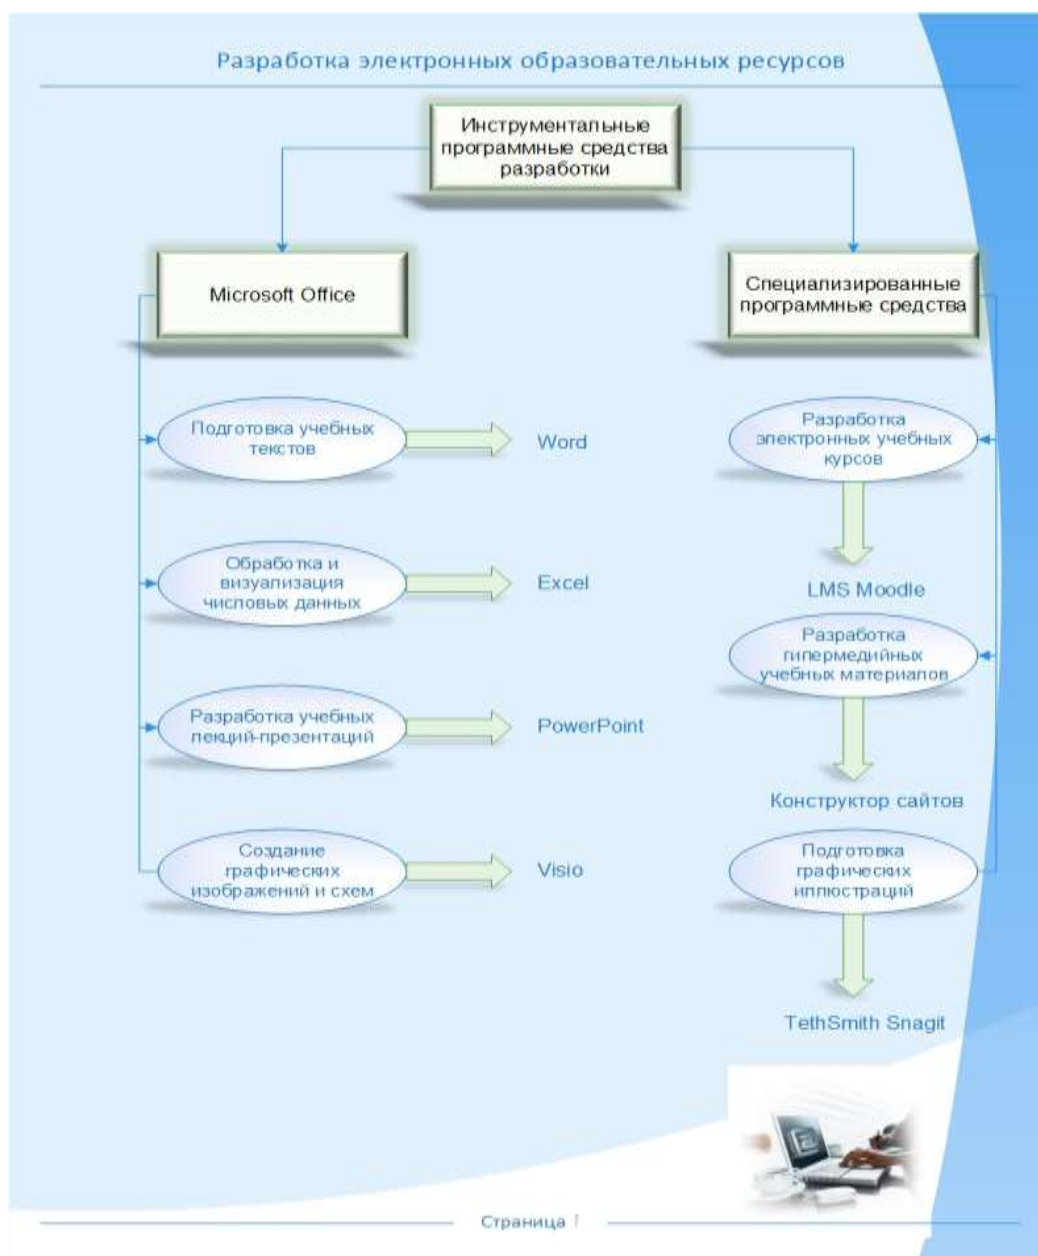 Разработка электронных образовательных ресурсов
Инструментальные
программные средства
разработки
Microsoft Office
Специализированные
программные средства
Подготовка учебных
текстов
Word
Разработка
электронных учебных
курсов
Обработка и
визуализация
числовых данных
Excel
LMS Moodle
Разработка
гипермедийных
учебных материалов
Разработка учебных
лекций-презентаций
PowerPoint
Конструктор сайтов
Создание
графических
изображений и схем
Visio
Подготовка
графических
иллюстраций
TethSmith Snagit
Страница 1